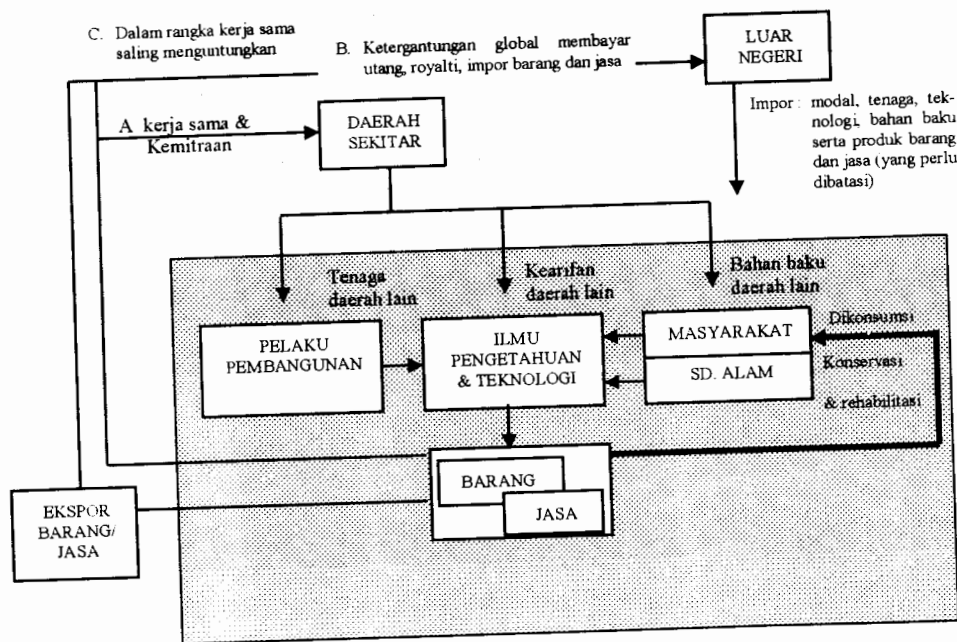 C. Dalam rangka kerja sama
saling menguntungkan
B. Ketergantungan global membayar
utang, royalti, impor barang dan jasa
LUAR
NEGERI
Impor : modal, tenaga, tek-
nologi, bahan baku
serta produk barang
dan jasa (yang perlu
dibatasi)
A kerja sama &
Kemitraan
DAERAH
SEKITAR
Tenaga
daerah lain
Kearifan
daerah lain
Bahan baku
daerah lain
PELAKU
PEMBANGUNAN
ILMU
PENGETAHUAN
& TEKNOLOGI
MASYARAKAT
SD. ALAM
Dikonsumsi
Konservasi
& rehabilitasi
BARANG
JASA
EKSPOR
BARANG/
JASA